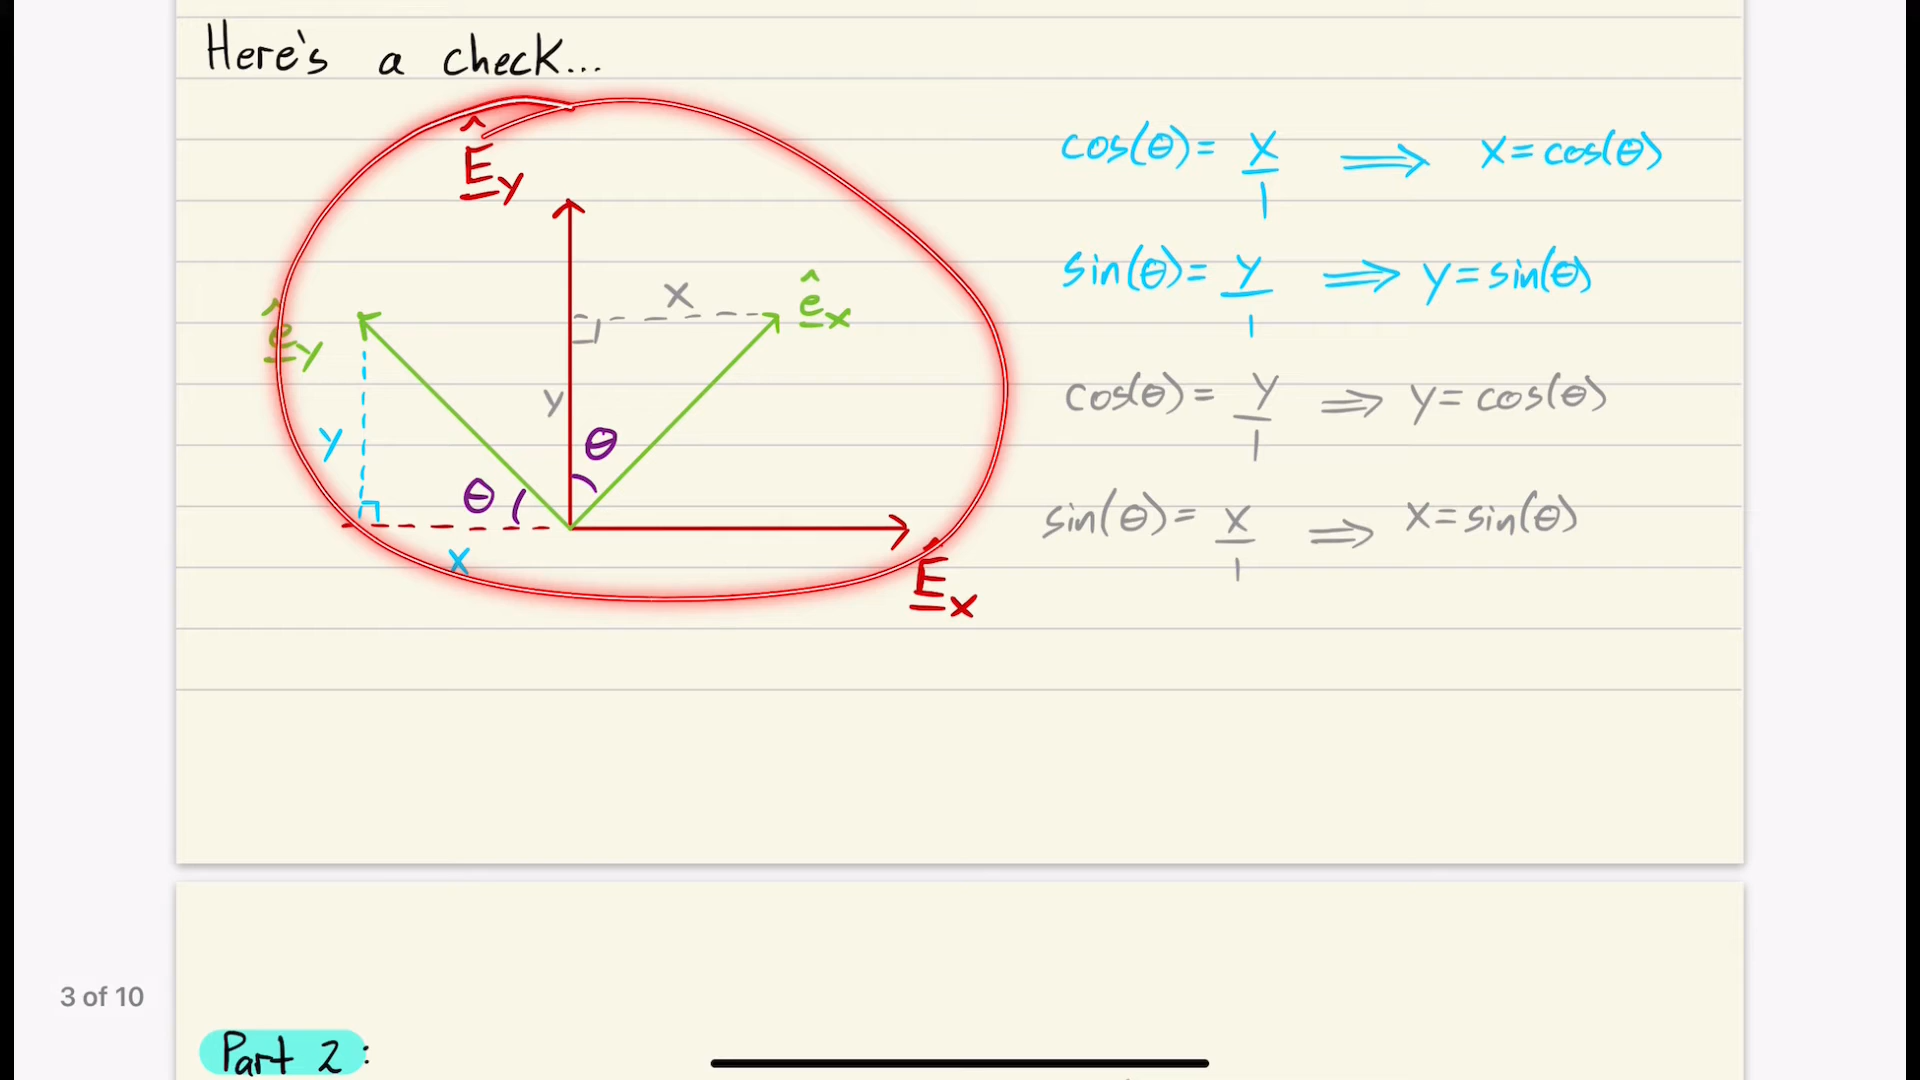 Here's a check...
Ê_y
cos(θ) = x/1 ⟹ x = cos(θ)
sin(θ) = y/1 ⟹ y = sin(θ)
x
ê_x
ê_y
y
cos(θ) = y/1 ⟹ y = cos(θ)
θ
y
θ
sin(θ) = x/1 ⟹ x = sin(θ)
x
Ê_x
3 of 10
Part 2: